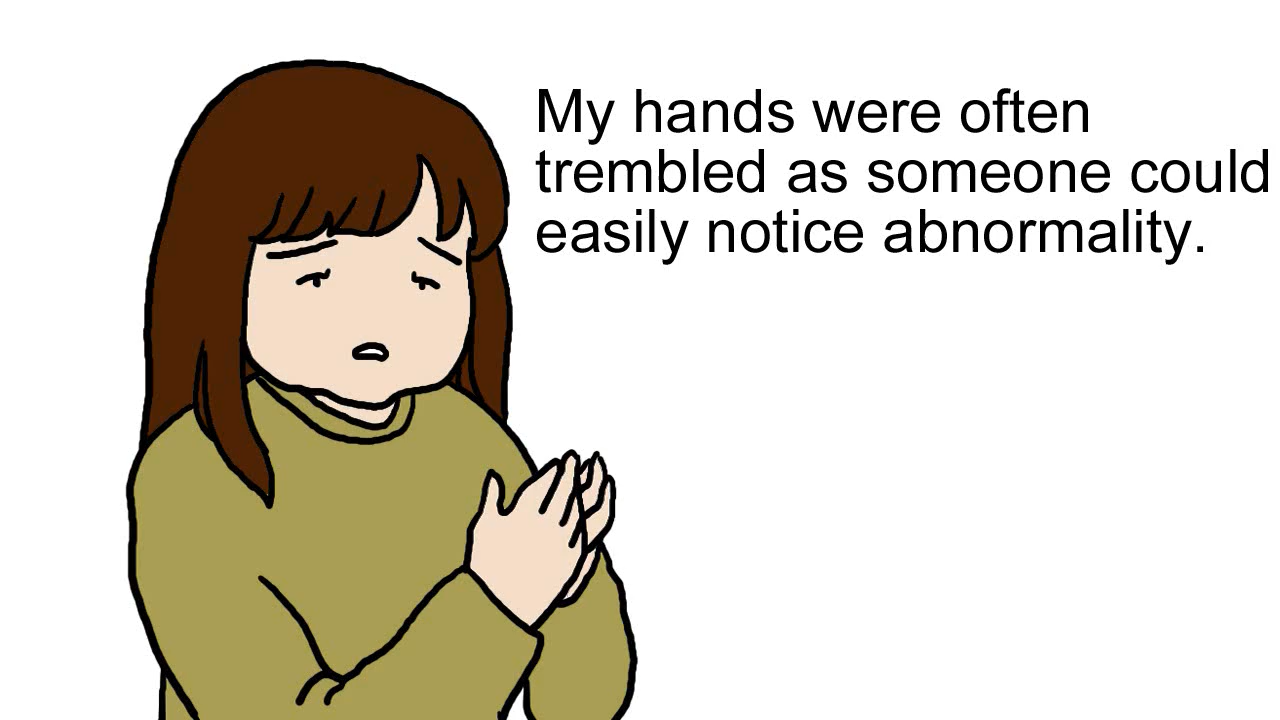 My hands were often
trembled as someone could
easily notice abnormality.